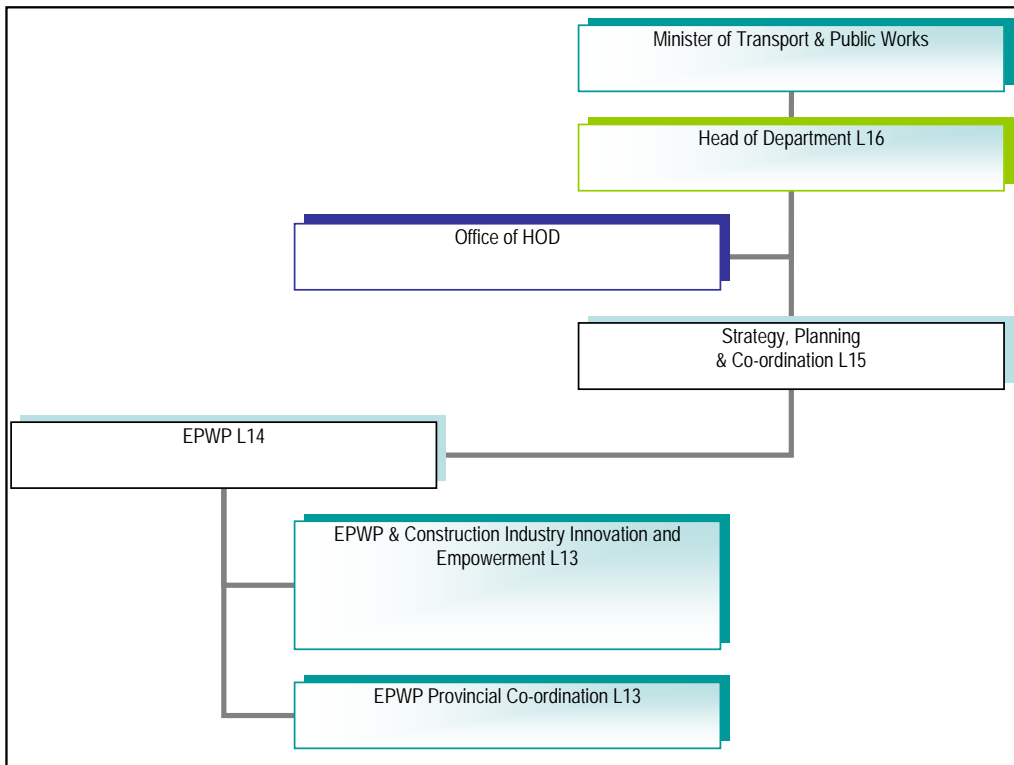 Minister of Transport & Public Works
Head of Department L16
Office of HOD
Strategy, Planning
& Co-ordination L15
EPWP L14
EPWP & Construction Industry Innovation and
Empowerment L13
EPWP Provincial Co-ordination L13